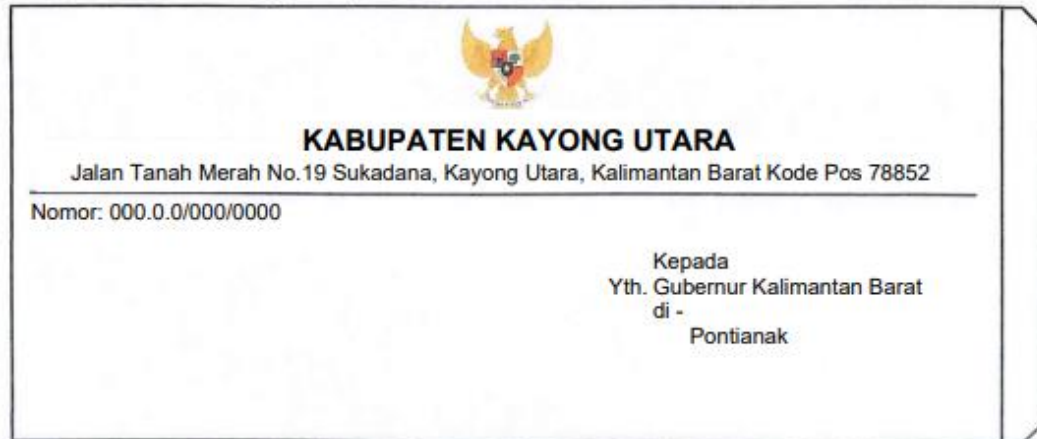 KABUPATEN KAYONG UTARA
Jalan Tanah Merah No.19 Sukadana, Kayong Utara, Kalimantan Barat Kode Pos 78852
Nomor: 000.0.0/000/0000
Kepada
Yth. Gubernur Kalimantan Barat
di -
Pontianak